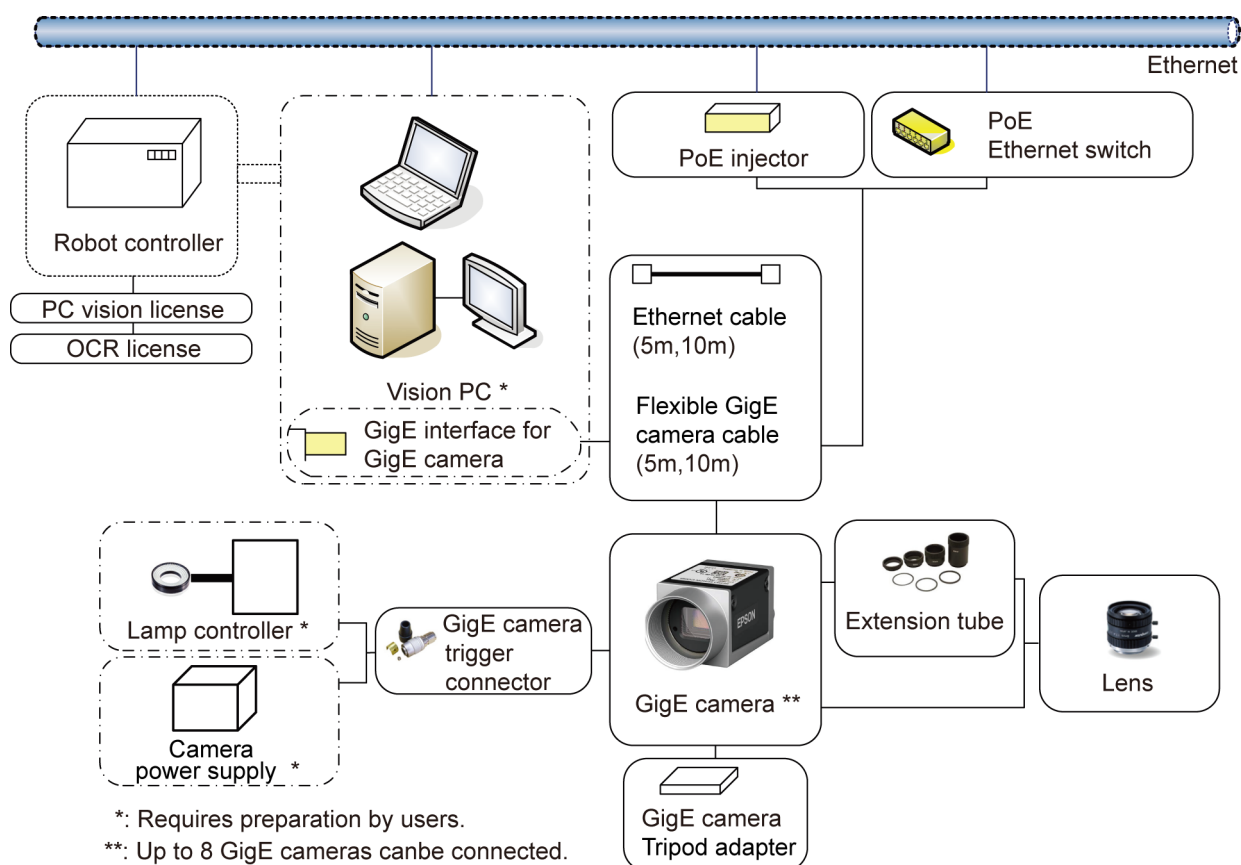 Ethernet
Robot controller
PC vision license
OCR license
Vision PC *
GigE interface for
GigE camera
PoE injector
PoE
Ethernet switch
Ethernet cable
(5m,10m)
Flexible GigE
camera cable
(5m,10m)
Lamp controller *
Camera
power supply *
GigE camera
trigger
connector
EPSON
GigE camera **
Extension tube
Lens
GigE camera
Tripod adapter
*: Requires preparation by users.
**: Up to 8 GigE cameras canbe connected.